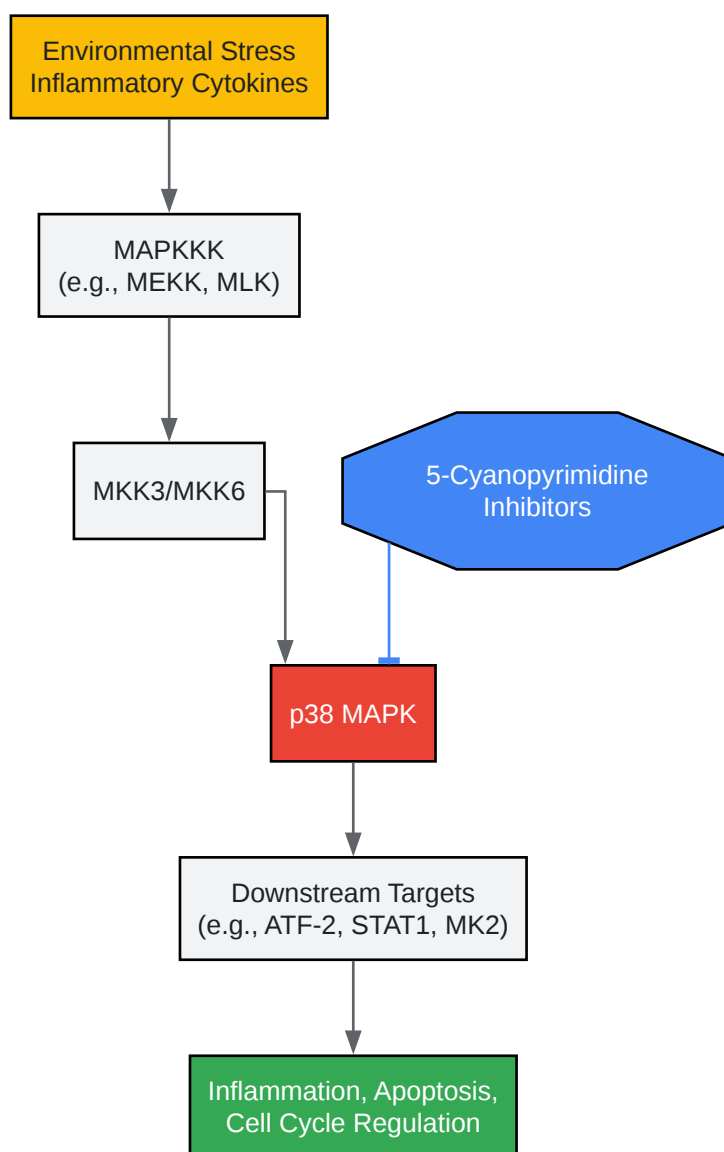 Environmental Stress
Inflammatory Cytokines
MAPKKK
(e.g., MEKK, MLK)
MKK3/MKK6
5-Cyanopyrimidine
Inhibitors
p38 MAPK
Downstream Targets
(e.g., ATF-2, STAT1, MK2)
Inflammation, Apoptosis,
Cell Cycle Regulation